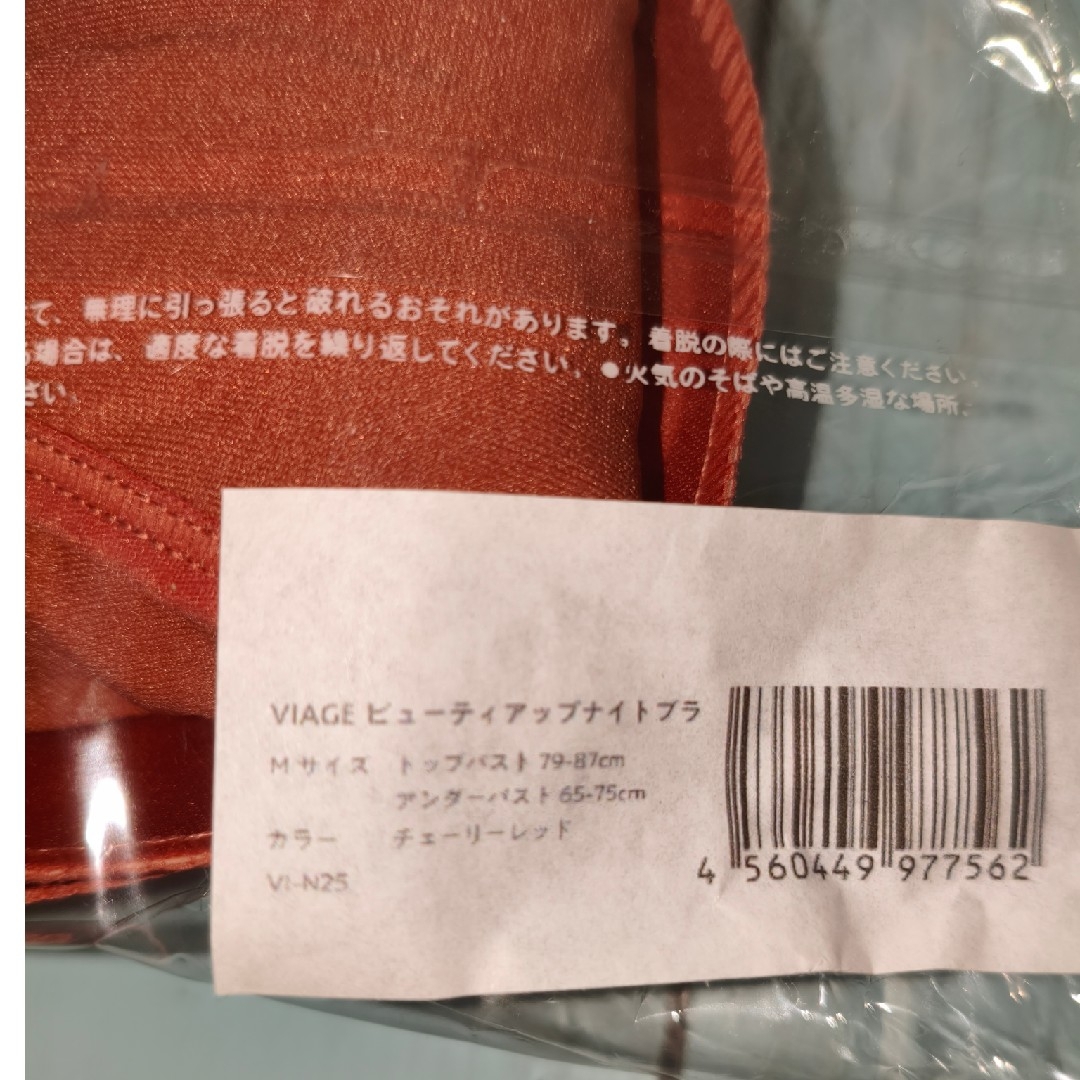 て、無理に引っ張ると破れるおそれがあります。着脱の際にはご注意ください。
場合は、適度な着脱を繰り返してください。●火気のそばや高温多湿な場所、
さい。
VIAGE ビューティアップナイトブラ
Mサイズ トップバスト 79-87cm
アンダーバスト 65-75cm
カラー チェーリーレッド
VI-N25
4 560449 977562